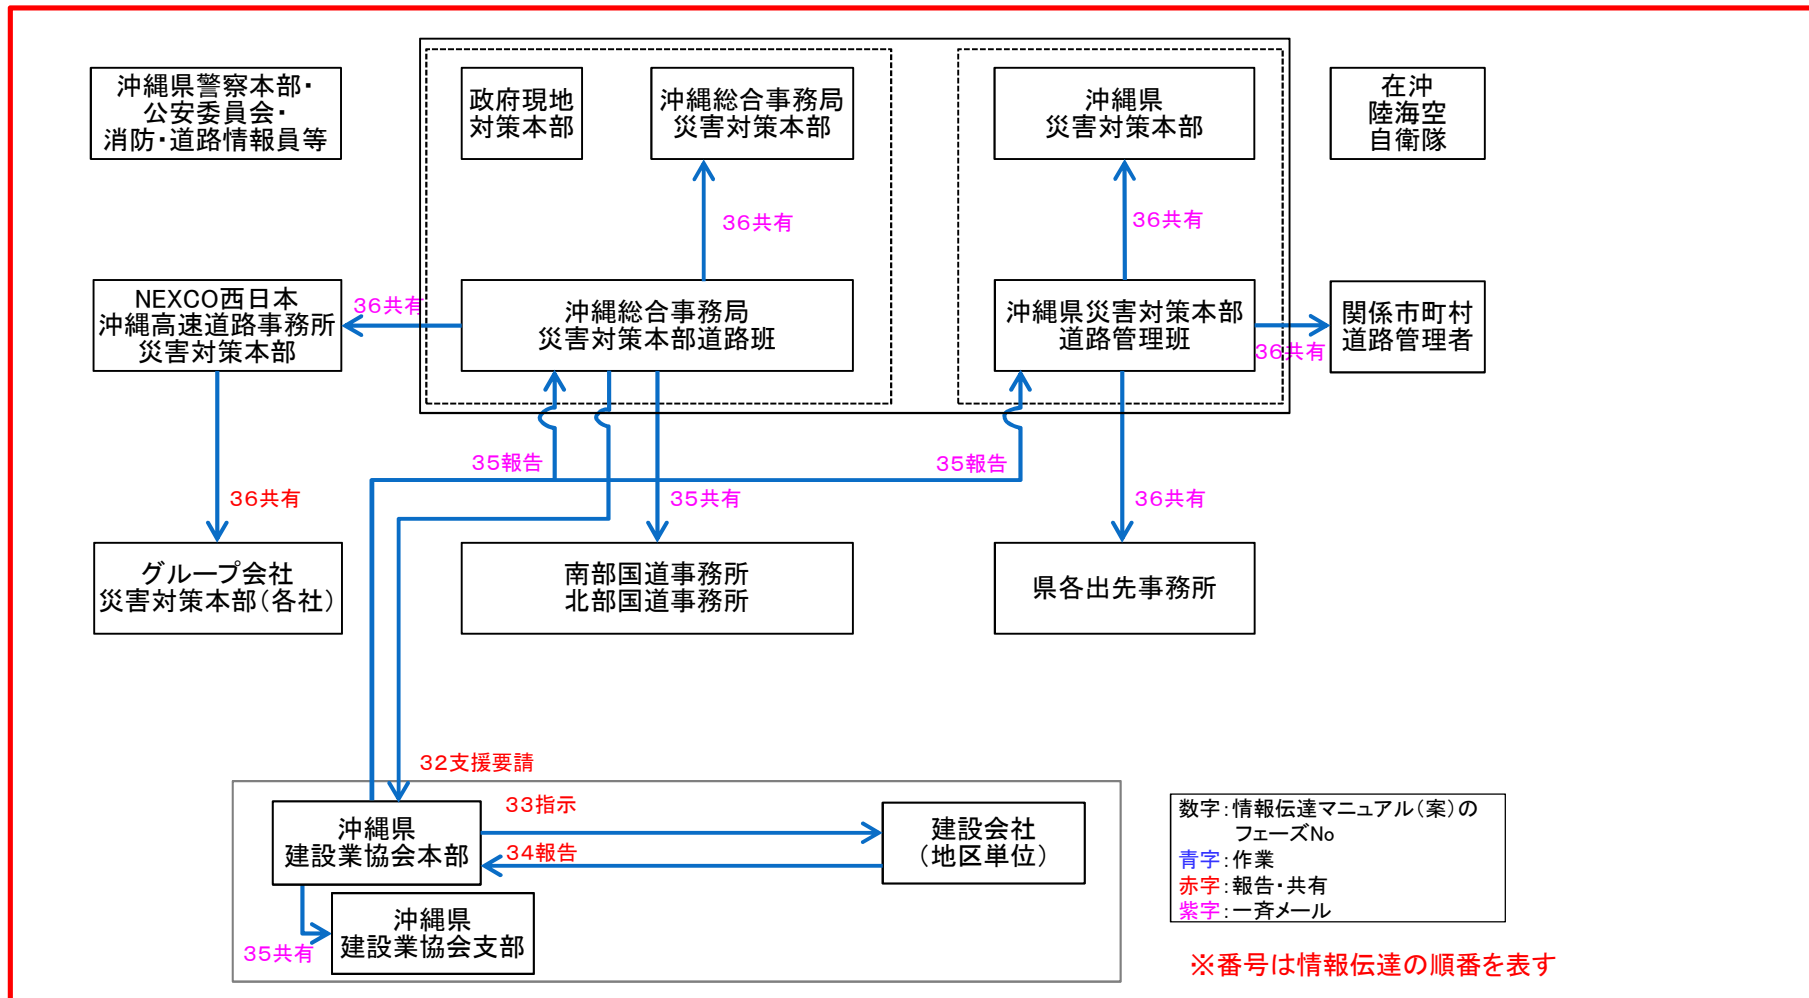 沖縄県警察本部・
公安委員会・
消防・道路情報員等
政府現地
対策本部
沖縄総合事務局
災害対策本部
沖縄県
災害対策本部
在沖
陸海空
自衛隊
36共有
36共有
NEXCO西日本
沖縄高速道路事務所
災害対策本部
36共有
沖縄総合事務局
災害対策本部道路班
沖縄県災害対策本部
道路管理班
36共有
関係市町村
道路管理者
35報告
35報告
36共有
35共有
36共有
グループ会社
災害対策本部（各社）
南部国道事務所
北部国道事務所
県各出先事務所
32支援要請
33指示
沖縄県
建設業協会本部
34報告
建設会社
（地区単位）
沖縄県
建設業協会支部
35共有
数字：情報伝達マニュアル（案）の
フェーズNo
青字：作業
赤字：報告・共有
紫字：一斉メール
※番号は情報伝達の順番を表す